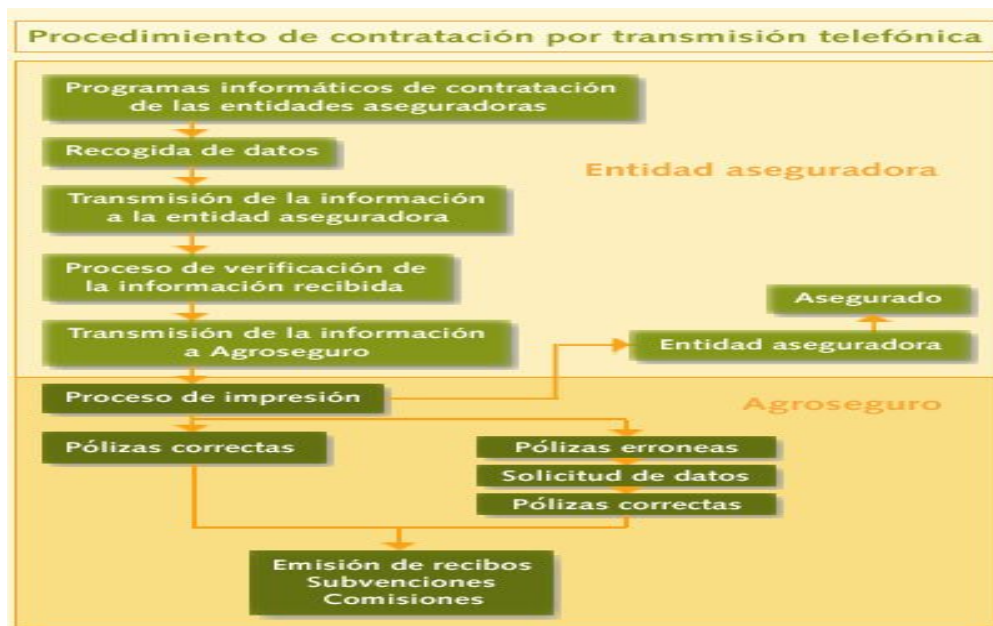 Procedimiento de contratación por transmisión telefónica
Programas informáticos de contratación
de las entidades aseguradoras
Recogida de datos
Entidad aseguradora
Transmisión de la información
a la entidad aseguradora
Proceso de verificación de
la información recibida
Asegurado
Transmisión de la información
a Agroseguro
Entidad aseguradora
Proceso de impresión
Agroseguro
Pólizas correctas
Pólizas erroneas
Solicitud de datos
Pólizas correctas
Emisión de recibos
Subvenciones
Comisiones